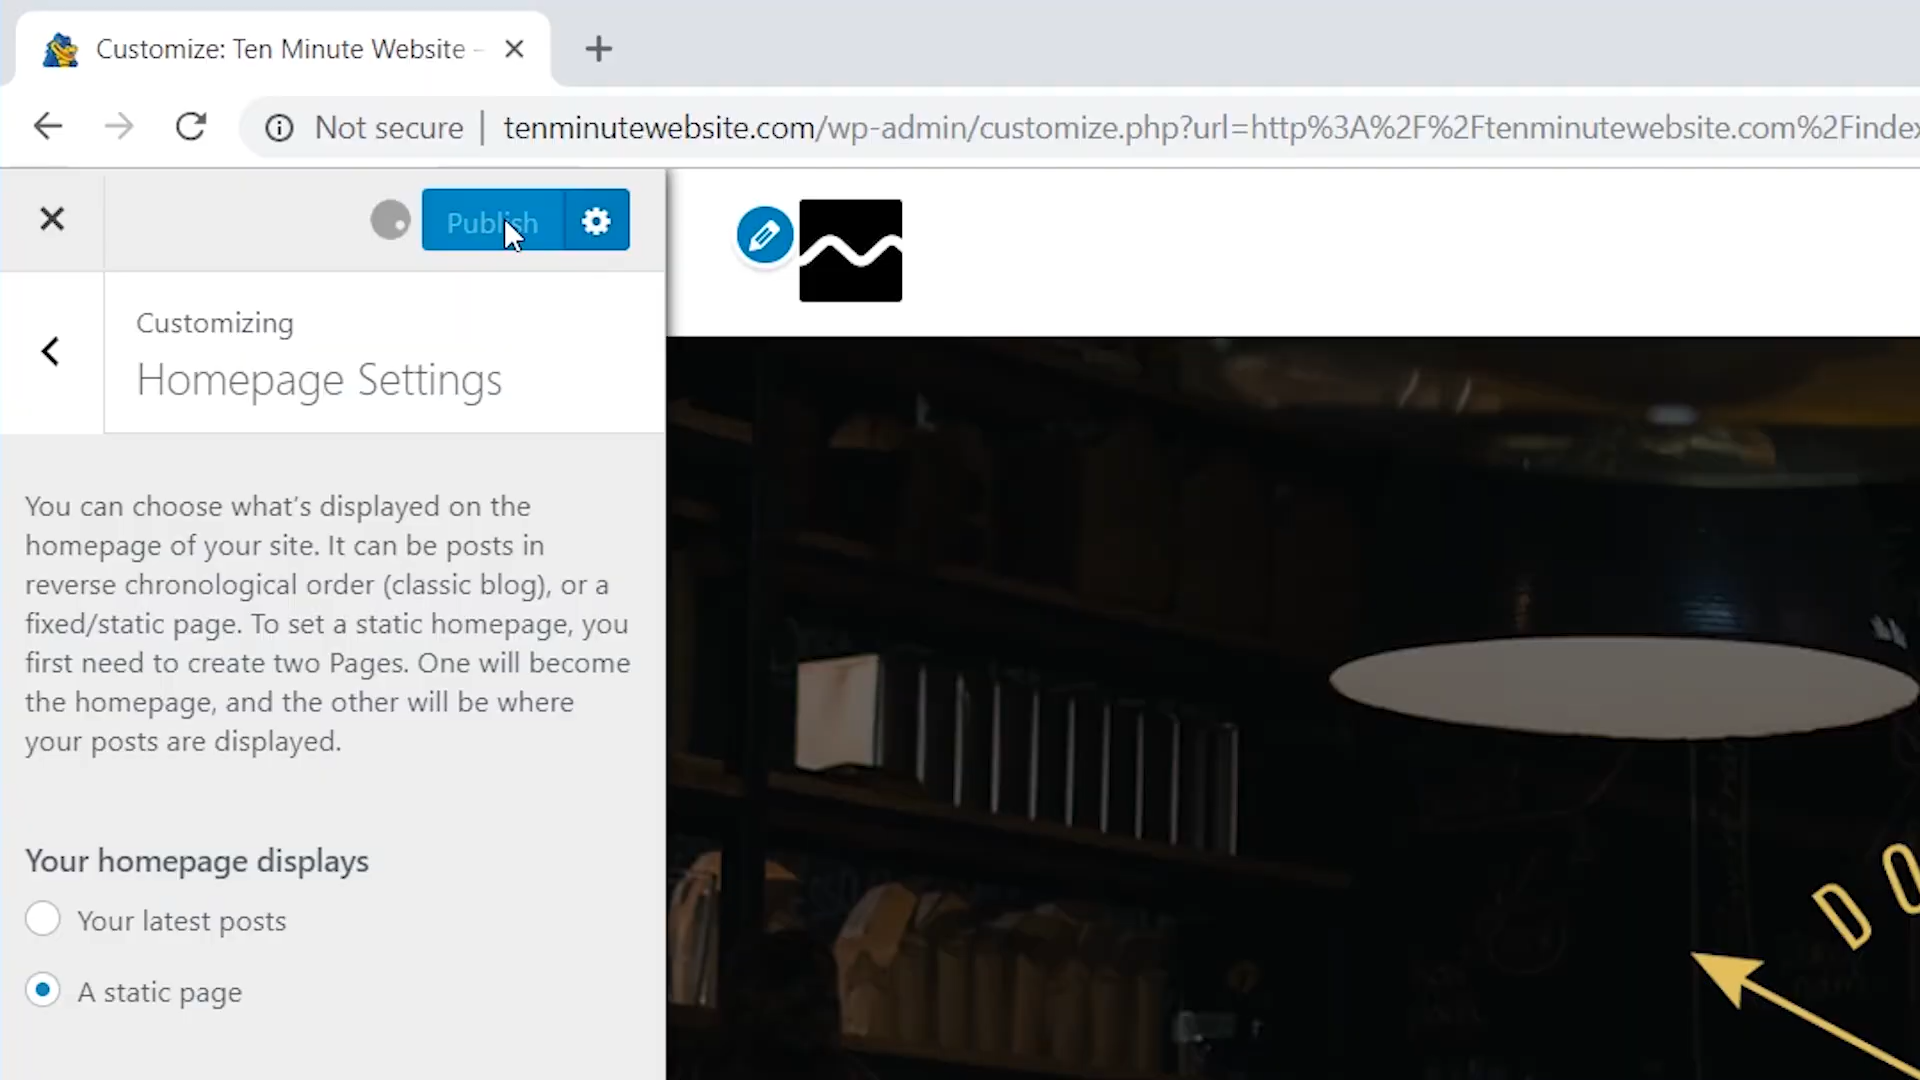 Customize: Ten Minute Website -
Not secure | tenminutewebsite.com/wp-admin/customize.php?url=http%3A%2F%2Ftenminutewebsite.com%2Findex
Publish
Customizing
Homepage Settings
You can choose what's displayed on the
homepage of your site. It can be posts in
reverse chronological order (classic blog), or a
fixed/static page. To set a static homepage, you
first need to create two Pages. One will become
the homepage, and the other will be where
your posts are displayed.
Your homepage displays
Your latest posts
A static page
DO